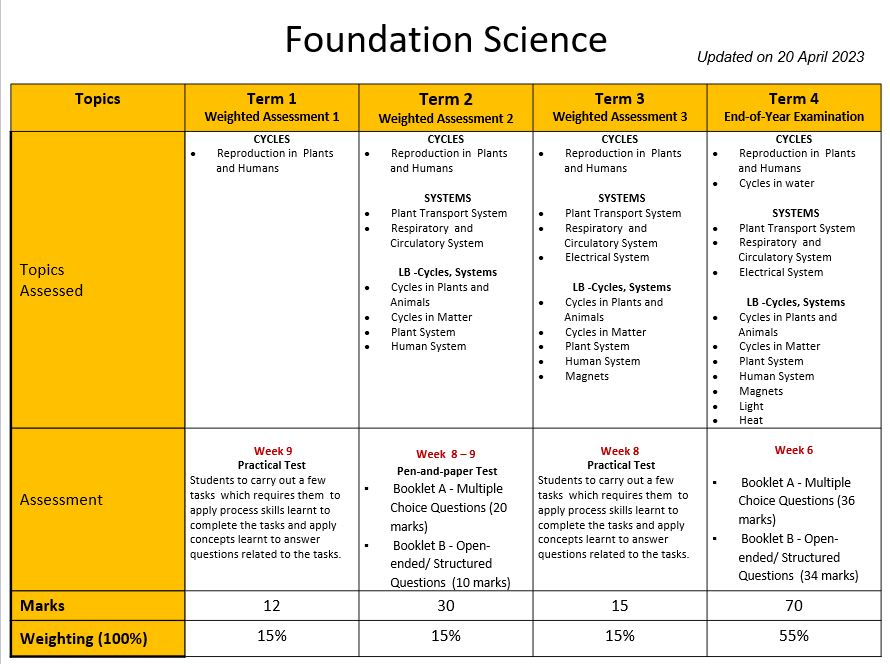 Foundation Science
Updated on 20 April 2023
Topics
Term 1
Weighted Assessment 1
Term 2
Weighted Assessment 2
Term 3
Weighted Assessment 3
Term 4
End-of-Year Examination
Topics
Assessed
CYCLES
• Reproduction in Plants
and Humans
CYCLES
• Reproduction in Plants
and Humans
SYSTEMS
• Plant Transport System
• Respiratory and
Circulatory System
LB -Cycles, Systems
• Cycles in Plants and
Animals
• Cycles in Matter
• Plant System
• Human System
CYCLES
• Reproduction in Plants
and Humans
SYSTEMS
• Plant Transport System
• Respiratory and
Circulatory System
• Electrical System
LB -Cycles, Systems
• Cycles in Plants and
Animals
• Cycles in Matter
• Plant System
• Human System
• Magnets
CYCLES
• Reproduction in Plants
and Humans
• Cycles in water
SYSTEMS
• Plant Transport System
• Respiratory and
Circulatory System
• Electrical System
LB -Cycles, Systems
• Cycles in Plants and
Animals
• Cycles in Matter
• Plant System
• Human System
• Magnets
• Light
• Heat
Assessment
Week 9
Practical Test
Students to carry out a few
tasks which requires them to
apply process skills learnt to
complete the tasks and apply
concepts learnt to answer
questions related to the tasks.
Week 8 – 9
Pen-and-paper Test
▪ Booklet A - Multiple
Choice Questions (20
marks)
▪ Booklet B - Open-
ended/ Structured
Questions (10 marks)
Week 8
Practical Test
Students to carry out a few
tasks which requires them to
apply process skills learnt to
complete the tasks and apply
concepts learnt to answer
questions related to the tasks.
Week 6
▪ Booklet A - Multiple
Choice Questions (36
marks)
▪ Booklet B - Open-
ended/ Structured
Questions (34 marks)
Marks
12
30
15
70
Weighting (100%)
15%
15%
15%
55%